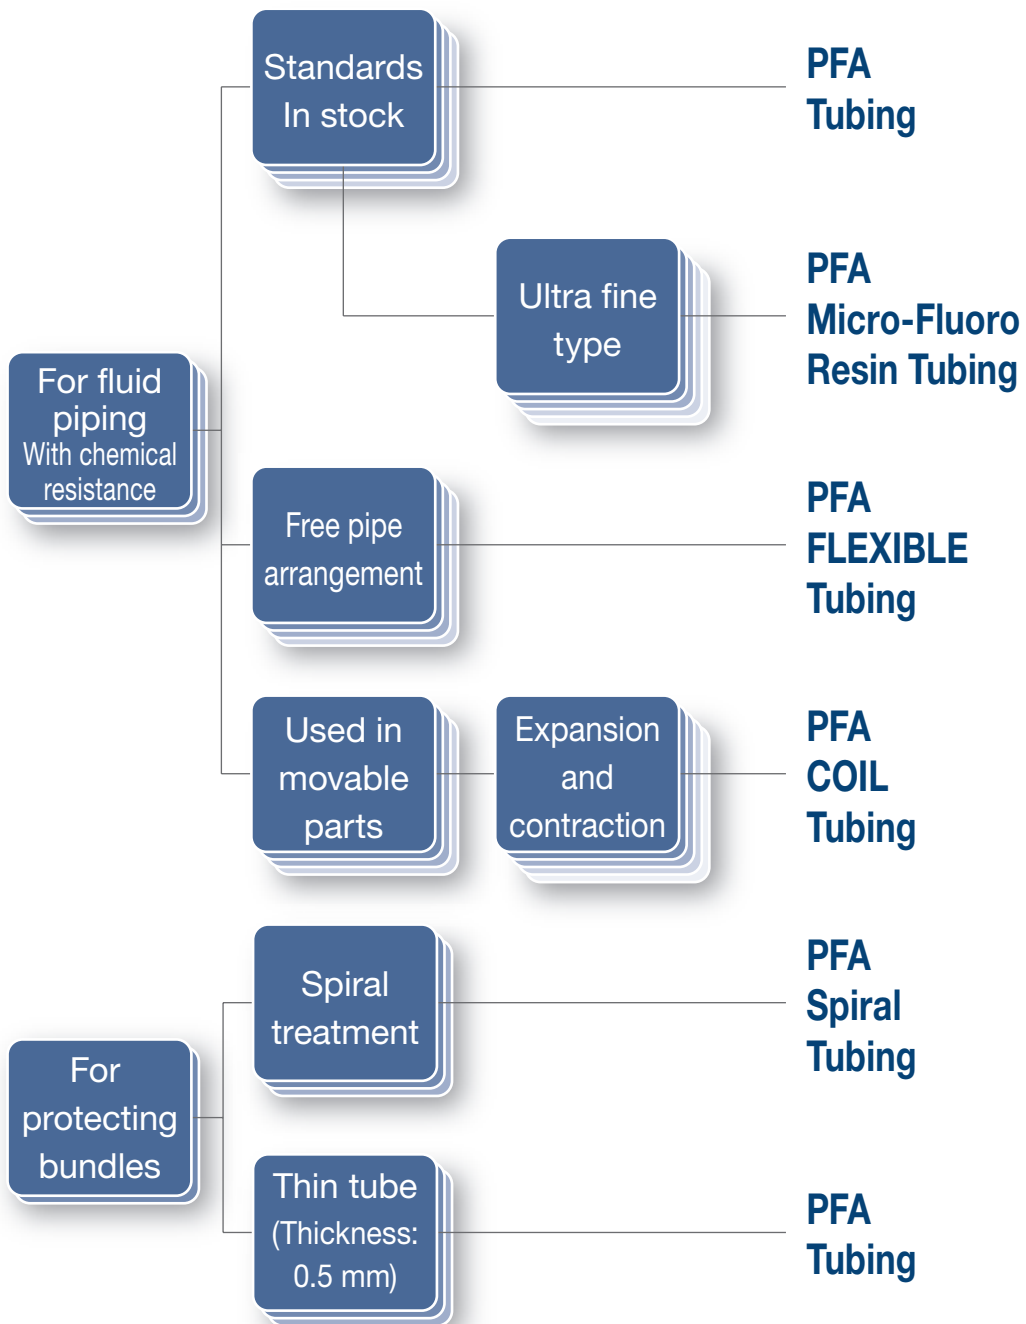 Standards
In stock
PFA
Tubing
Ultra fine
type
PFA
Micro-Fluoro
Resin Tubing
For fluid
piping
With chemical
resistance
Free pipe
arrangement
PFA
FLEXIBLE
Tubing
Used in
movable
parts
Expansion
and
contraction
PFA
COIL
Tubing
Spiral
treatment
PFA
Spiral
Tubing
For
protecting
bundles
Thin tube
(Thickness:
0.5 mm)
PFA
Tubing